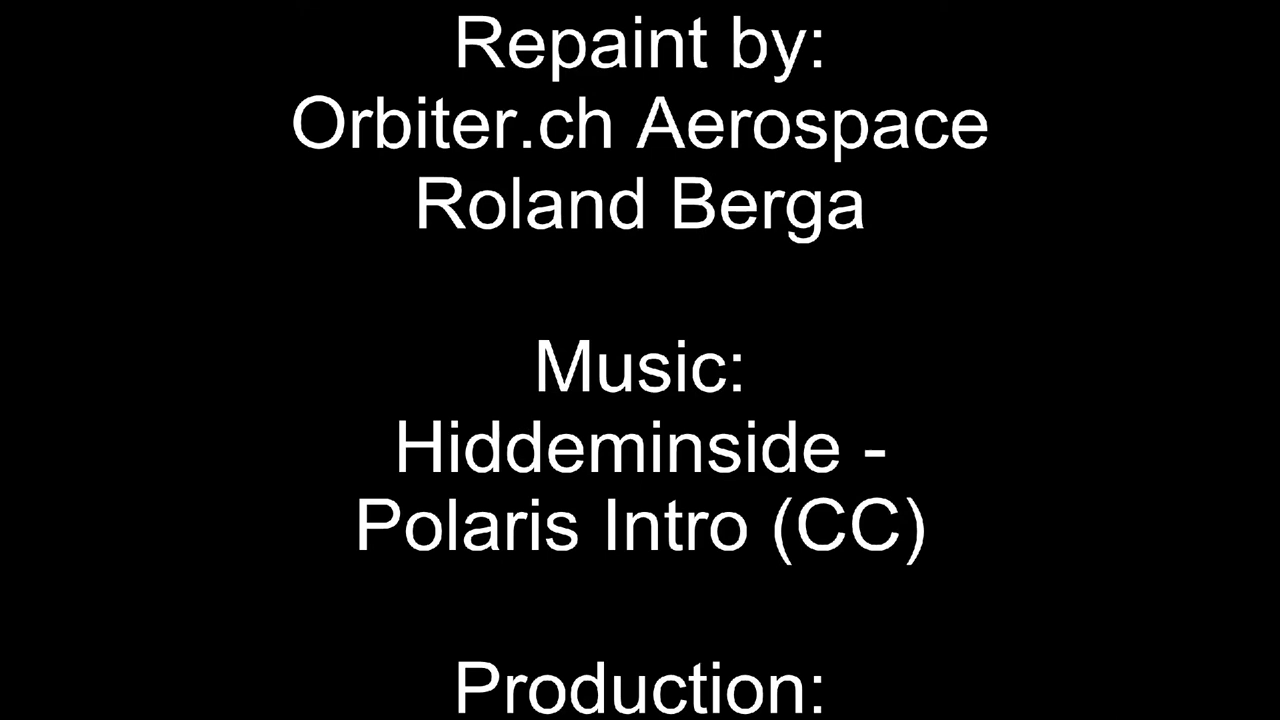 Repaint by:
Orbiter.ch Aerospace
Roland Berga
Music:
Hiddeminside -
Polaris Intro (CC)
Production: